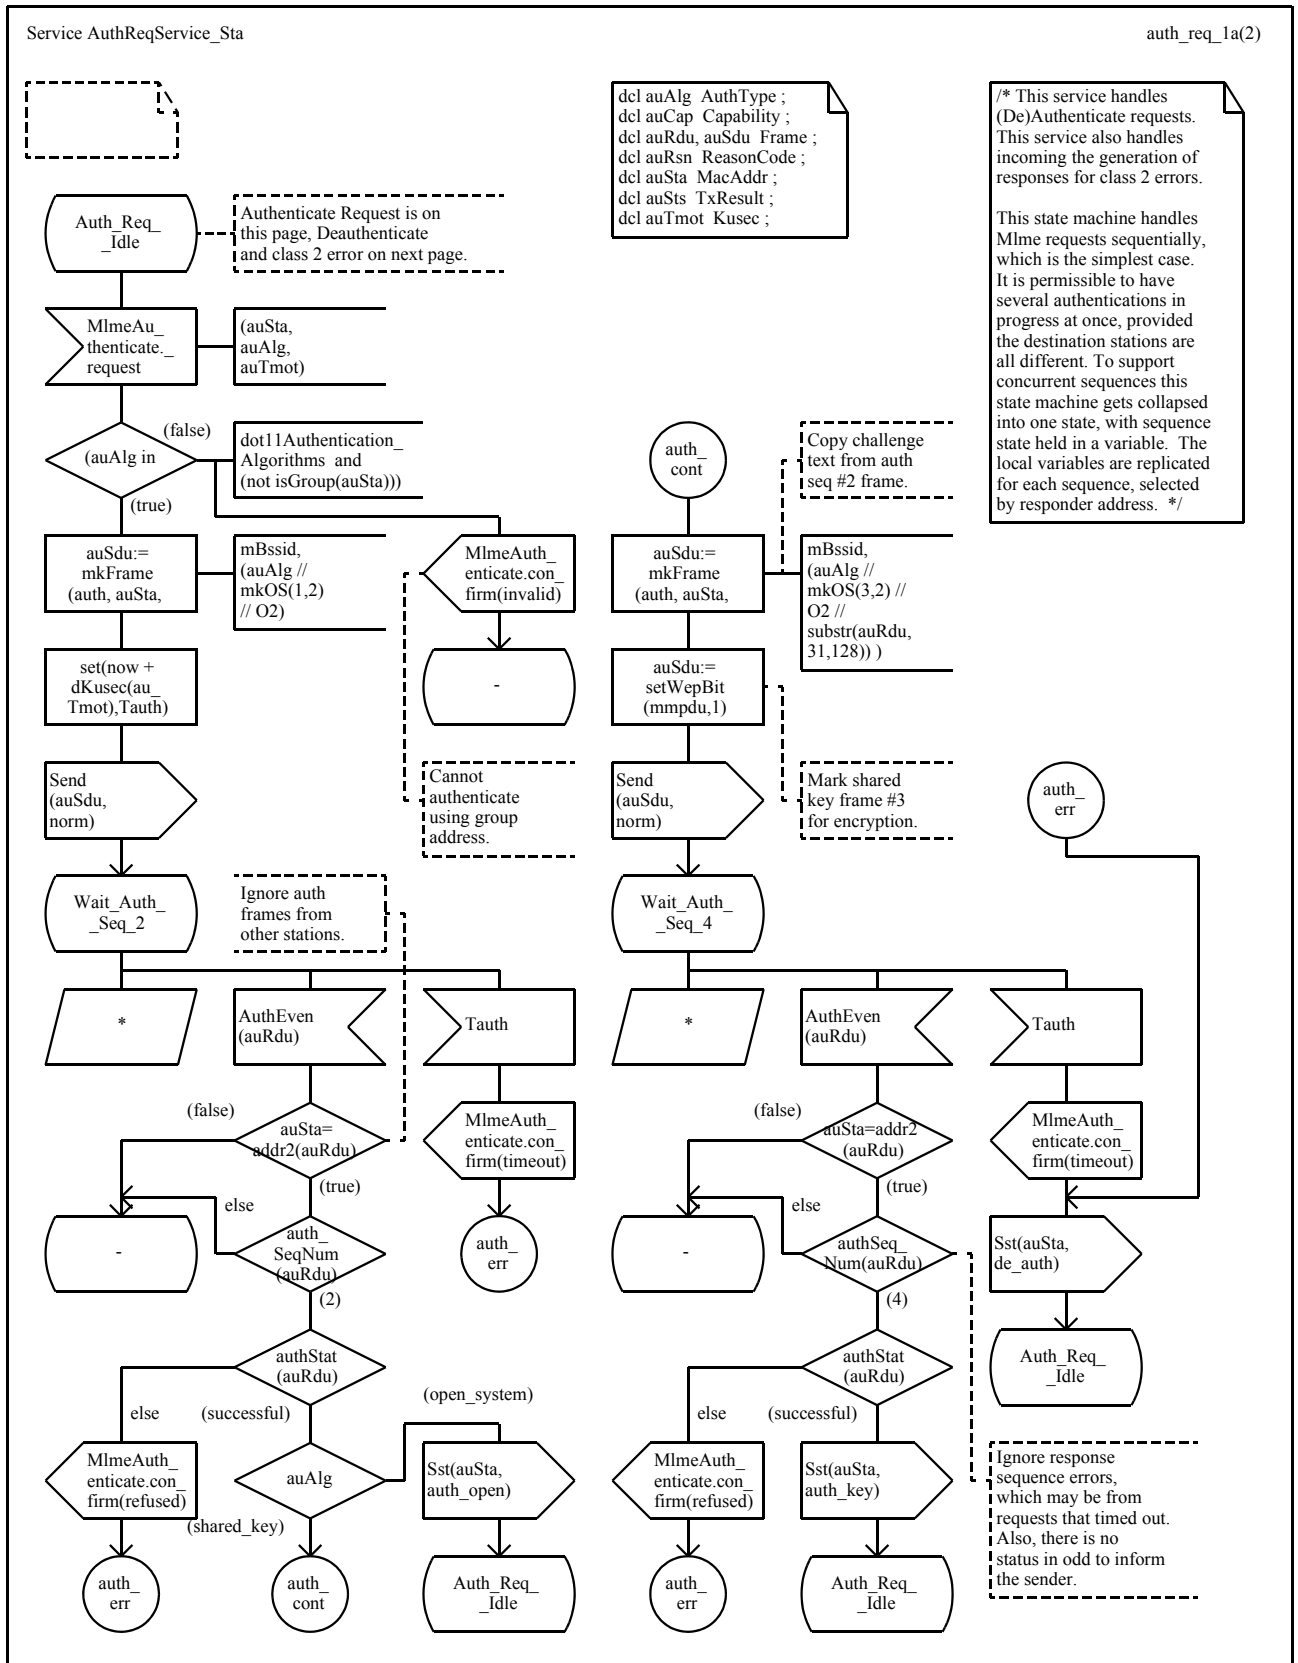 Service AuthReqService_Sta
auth_req_1a(2)
dcl auAlg AuthType ;
dcl auCap Capability ;
dcl auRdu, auSdu Frame ;
dcl auRsn ReasonCode ;
dcl auSta MacAddr ;
dcl auSts TxResult ;
dcl auTmot Kusec ;
/* This service handles
(De)Authenticate requests.
This service also handles
incoming the generation of
responses for class 2 errors.
This state machine handles
Mlme requests sequentially,
which is the simplest case.
It is permissible to have
several authentications in
progress at once, provided
the destination stations are
all different. To support
concurrent sequences this
state machine gets collapsed
into one state, with sequence
state held in a variable. The
local variables are replicated
for each sequence, selected
by responder address. */
Auth_Req_
_Idle
Authenticate Request is on
this page, Deauthenticate
and class 2 error on next page.
MlmeAu_
thenticate._
request
(auSta,
auAlg,
auTmot)
(auAlg in
(false)
(true)
dot11Authentication_
Algorithms and
(not isGroup(auSta)))
auSdu:=
mkFrame
(auth, auSta,
mBssid,
(auAlg //
mkOS(1,2)
// O2)
MlmeAuth_
enticate.con_
firm(invalid)
-
set(now +
dKusec(au_
Tmot),Tauth)
Send
(auSdu,
norm)
Cannot
authenticate
using group
address.
Wait_Auth_
_Seq_2
Ignore auth
frames from
other stations.
*
AuthEven
(auRdu)
Tauth
(false)
auSta=
addr2(auRdu)
(true)
MlmeAuth_
enticate.con_
firm(timeout)
else
-
auth_
SeqNum
(auRdu)
(2)
auth_
err
authStat
(auRdu)
else
(successful)
(open_system)
MlmeAuth_
enticate.con_
firm(refused)
auAlg
(shared_key)
Sst(auSta,
auth_open)
auth_
err
auth_
cont
Auth_Req_
_Idle
auth_
cont
Copy challenge
text from auth
seq #2 frame.
auSdu:=
mkFrame
(auth, auSta,
mBssid,
(auAlg //
mkOS(3,2) //
O2 //
substr(auRdu,
31,128)) )
auSdu:=
setWepBit
(mmpdu,1)
Send
(auSdu,
norm)
Mark shared
key frame #3
for encryption.
auth_
err
Wait_Auth_
_Seq_4
*
AuthEven
(auRdu)
Tauth
(false)
auSta=addr2
(auRdu)
(true)
MlmeAuth_
enticate.con_
firm(timeout)
else
-
authSeq_
Num(auRdu)
(4)
Sst(auSta,
de_auth)
authStat
(auRdu)
Auth_Req_
_Idle
else
(successful)
MlmeAuth_
enticate.con_
firm(refused)
Sst(auSta,
auth_key)
Ignore response
sequence errors,
which may be from
requests that timed out.
Also, there is no
status in odd to inform
the sender.
auth_
err
Auth_Req_
_Idle